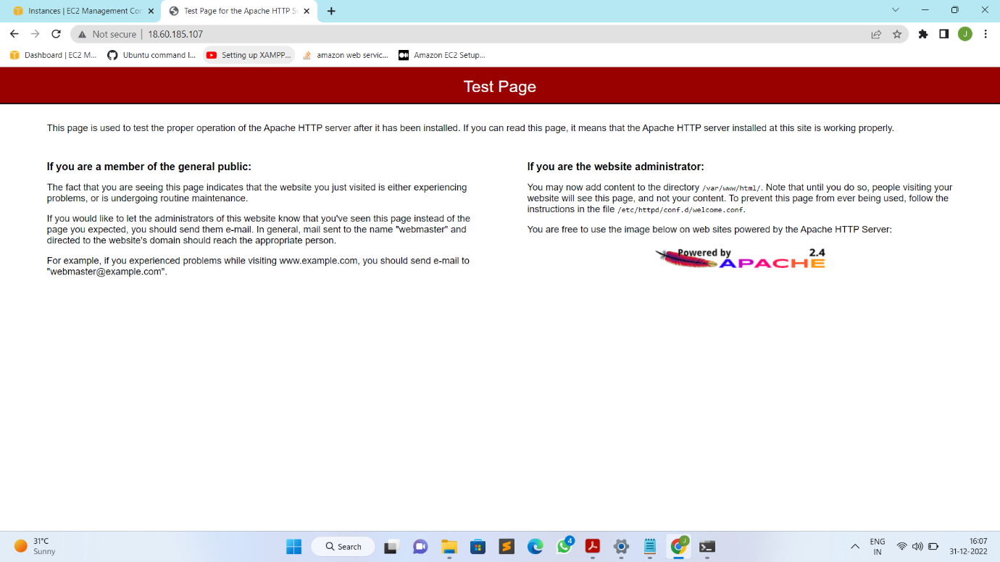 Instances | EC2 Management Con
Test Page for the Apache HTTP S
Not secure
18.60.185.107
J
Dashboard | EC2 M...
Ubuntu command l...
Setting up XAMPP...
amazon web servic...
Amazon EC2 Setup...
Test Page
This page is used to test the proper operation of the Apache HTTP server after it has been installed. If you can read this page, it means that the Apache HTTP server installed at this site is working properly.
If you are a member of the general public:
The fact that you are seeing this page indicates that the website you just visited is either experiencing
problems, or is undergoing routine maintenance.
If you would like to let the administrators of this website know that you've seen this page instead of the
page you expected, you should send them e-mail. In general, mail sent to the name "webmaster" and
directed to the website's domain should reach the appropriate person.
For example, if you experienced problems while visiting www.example.com, you should send e-mail to
"webmaster@example.com".
If you are the website administrator:
You may now add content to the directory /var/www/html/. Note that until you do so, people visiting your
website will see this page, and not your content. To prevent this page from ever being used, follow the
instructions in the file /etc/httpd/conf.d/welcome.conf.
You are free to use the image below on web sites powered by the Apache HTTP Server:
Powered by 2.4
APACHE
31°C
Sunny
Search
4
J
ENG
IN
16:07
31-12-2022